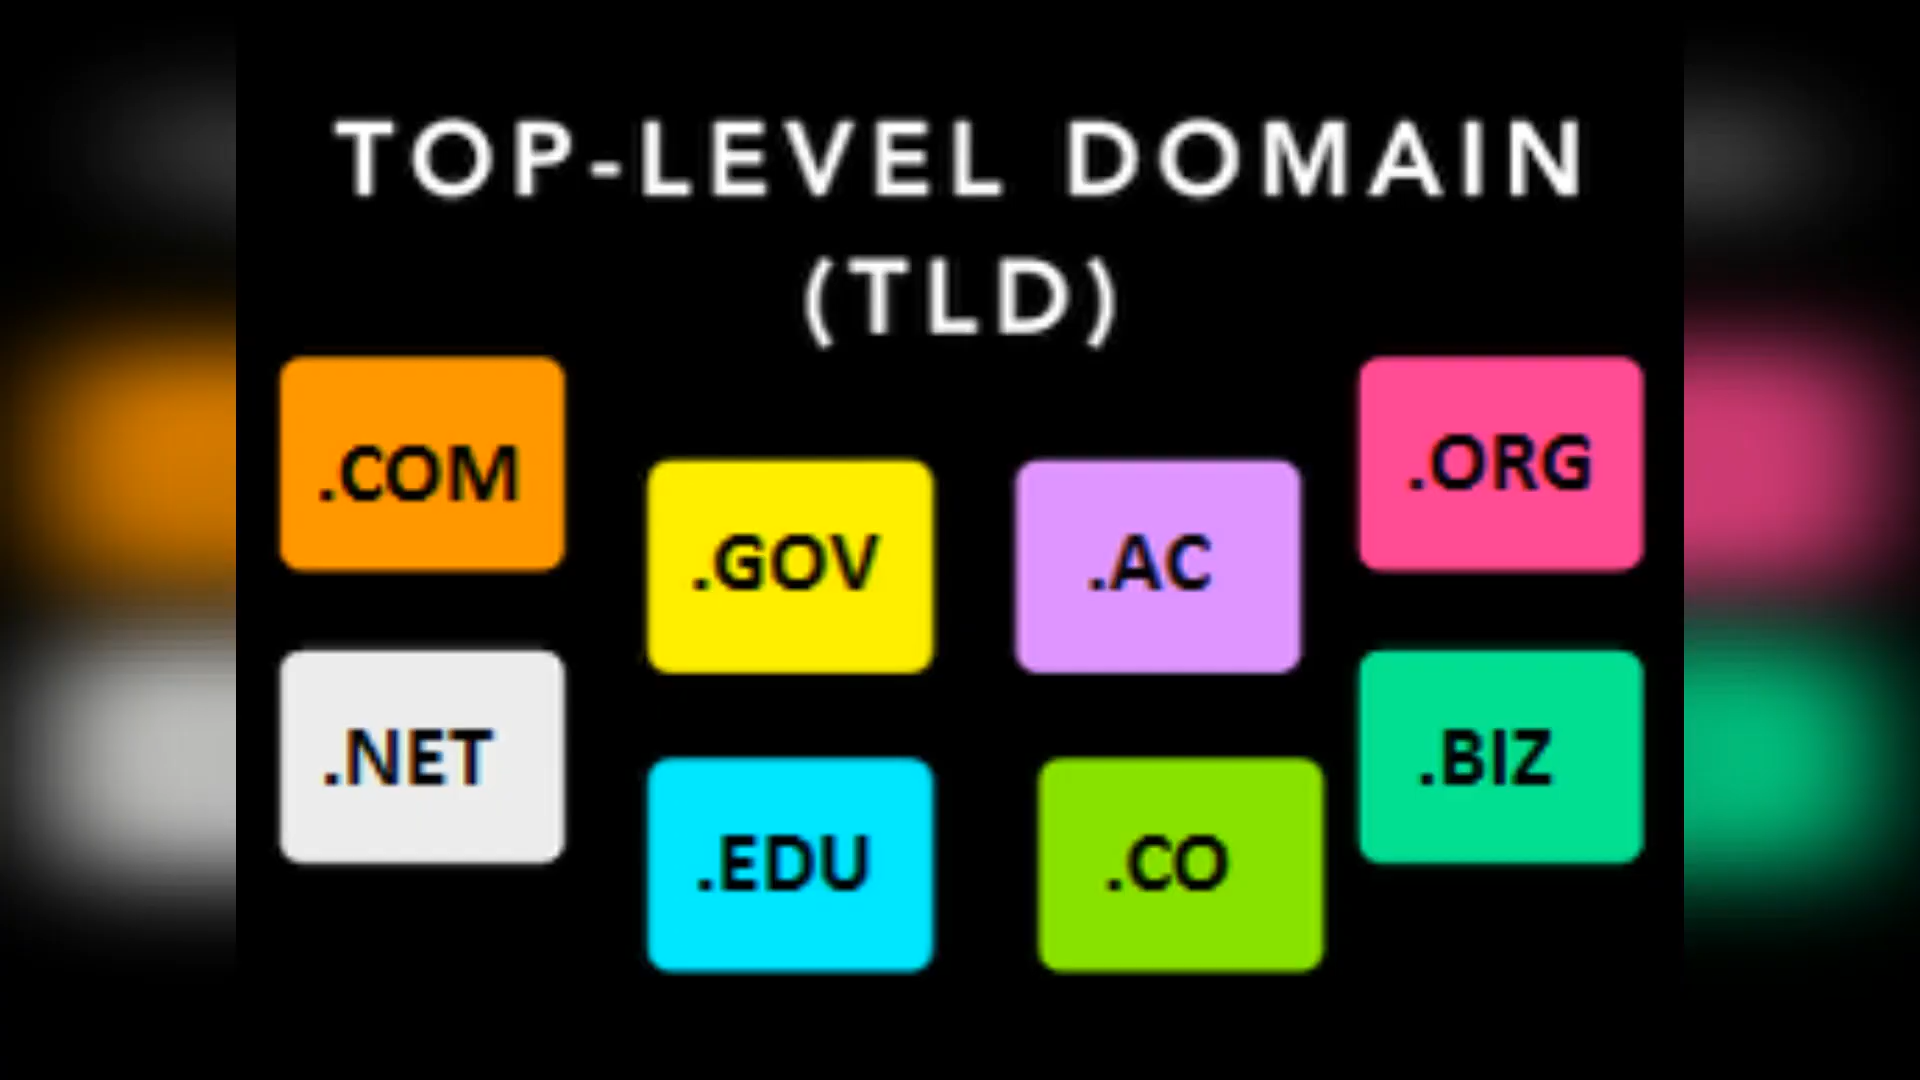 TOP-LEVEL DOMAIN
(TLD)
.COM
.GOV
.AC
.ORG
.NET
.EDU
.CO
.BIZ